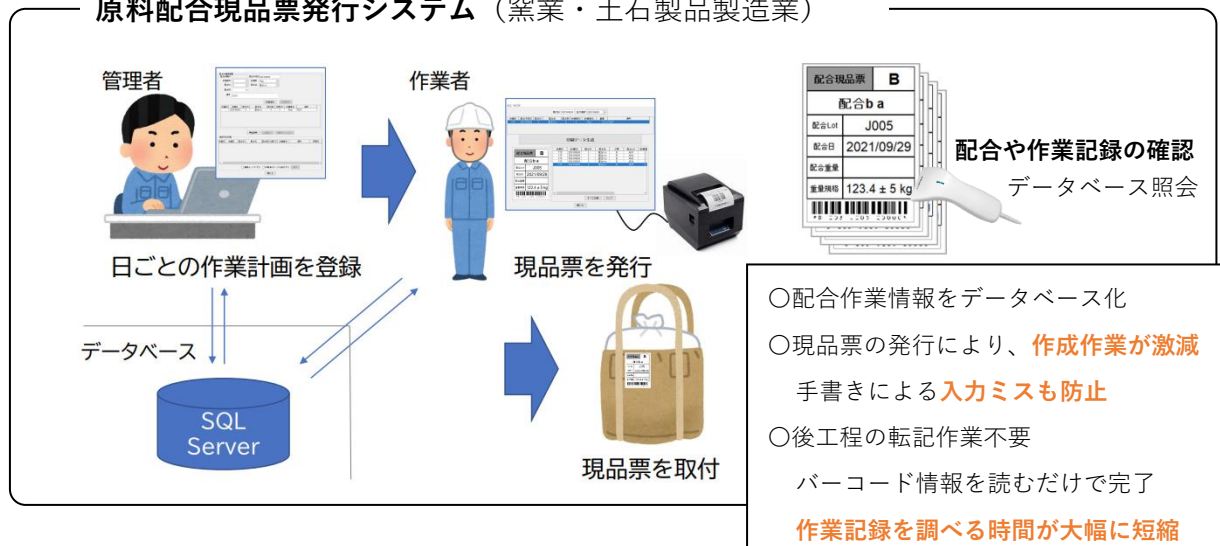 原料配合現品票発行システム（窯業・土石製品製造業）
管理者
作業者
日ごとの作業計画を登録
現品票を発行
データベース
SQL
Server
現品票を取付
配合現品票 B
配合ba
配合Lot J005
配合日 2021/09/29
配合重量
重量規格 123.4 ± 5 kg
配合や作業記録の確認
データベース照会
〇配合作業情報をデータベース化
〇現品票の発行により、作成作業が激減
手書きによる入力ミスも防止
〇後工程の転記作業不要
バーコード情報を読むだけで完了
作業記録を調べる時間が大幅に短縮